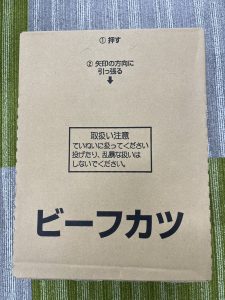 ① 押す
② 矢印の方向に
引っ張る
取扱い注意
ていねいに扱ってください
投げたり、乱暴な扱いは
しないでください。
ビーフカツ